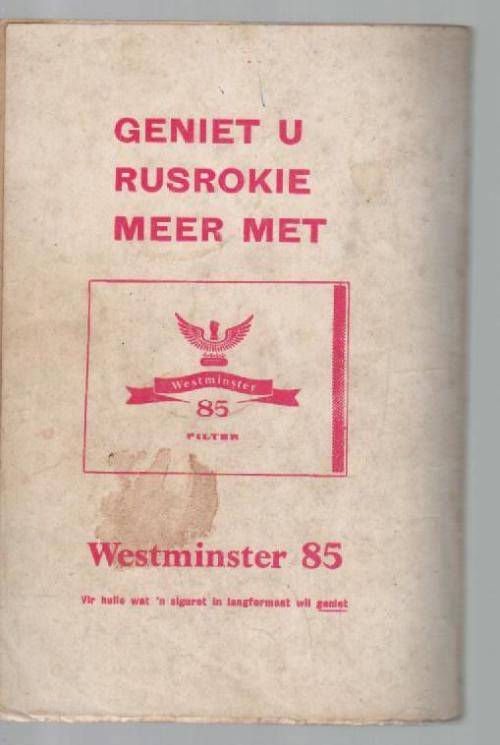 GENIET U
RUSROKIE
MEER MET
Westminster
85
FILTER
Westminster 85
Vir hulle wat 'n sigaret in langformaat wil geniet